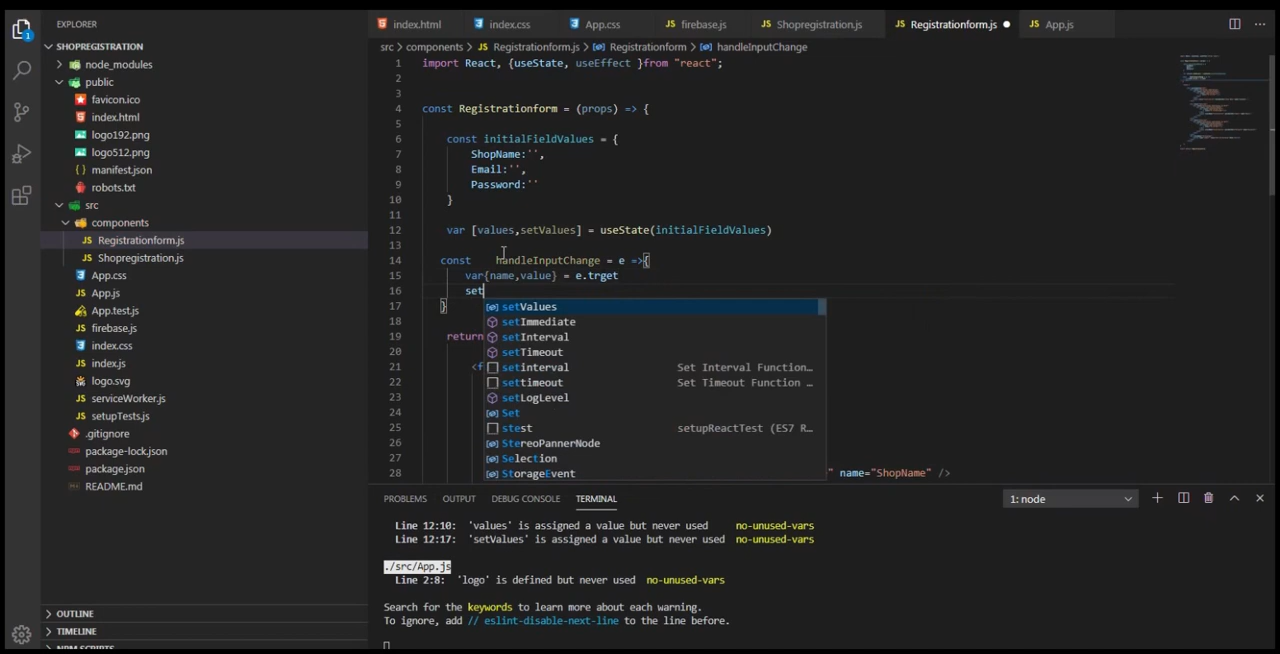 EXPLORER
SHOPREGISTRATION
node_modules
public
favicon.ico
index.html
logo192.png
logo512.png
manifest.json
robots.txt
src
components
Registrationform.js
Shopregistration.js
App.css
App.js
App.test.js
firebase.js
index.css
index.js
logo.svg
serviceWorker.js
setupTests.js
.gitignore
package-lock.json
package.json
README.md
OUTLINE
TIMELINE
NPM SCRIPTS
index.html index.css App.css firebase.js Shopregistration.js Registrationform.js App.js
src > components > JS Registrationform.js > Registrationform > handleInputChange
1 import React, {useState, useEffect }from "react";
2
3
4 const Registrationform = (props) => {
5
6 const initialFieldValues = {
7 ShopName:'',
8 Email:'',
9 Password:''
10 }
11
12 var [values,setValues] = useState(initialFieldValues)
13
14 const handleInputChange = e =>{
15 var{name,value} = e.trget
16 set
17 }
18
19 return
20
21 <f
22
23
24
25
26
27
28 " name="ShopName" />
setValues
setImmediate
setInterval
setTimeout
setinterval Set Interval Function…
settimeout Set Timeout Function …
setLogLevel
Set
stest setupReactTest (ES7 R…
StereoPannerNode
Selection
StorageEvent
PROBLEMS OUTPUT DEBUG CONSOLE TERMINAL 1: node
Line 12:10: 'values' is assigned a value but never used no-unused-vars
Line 12:17: 'setValues' is assigned a value but never used no-unused-vars
./src/App.js
Line 2:8: 'logo' is defined but never used no-unused-vars
Search for the keywords to learn more about each warning.
To ignore, add // eslint-disable-next-line to the line before.